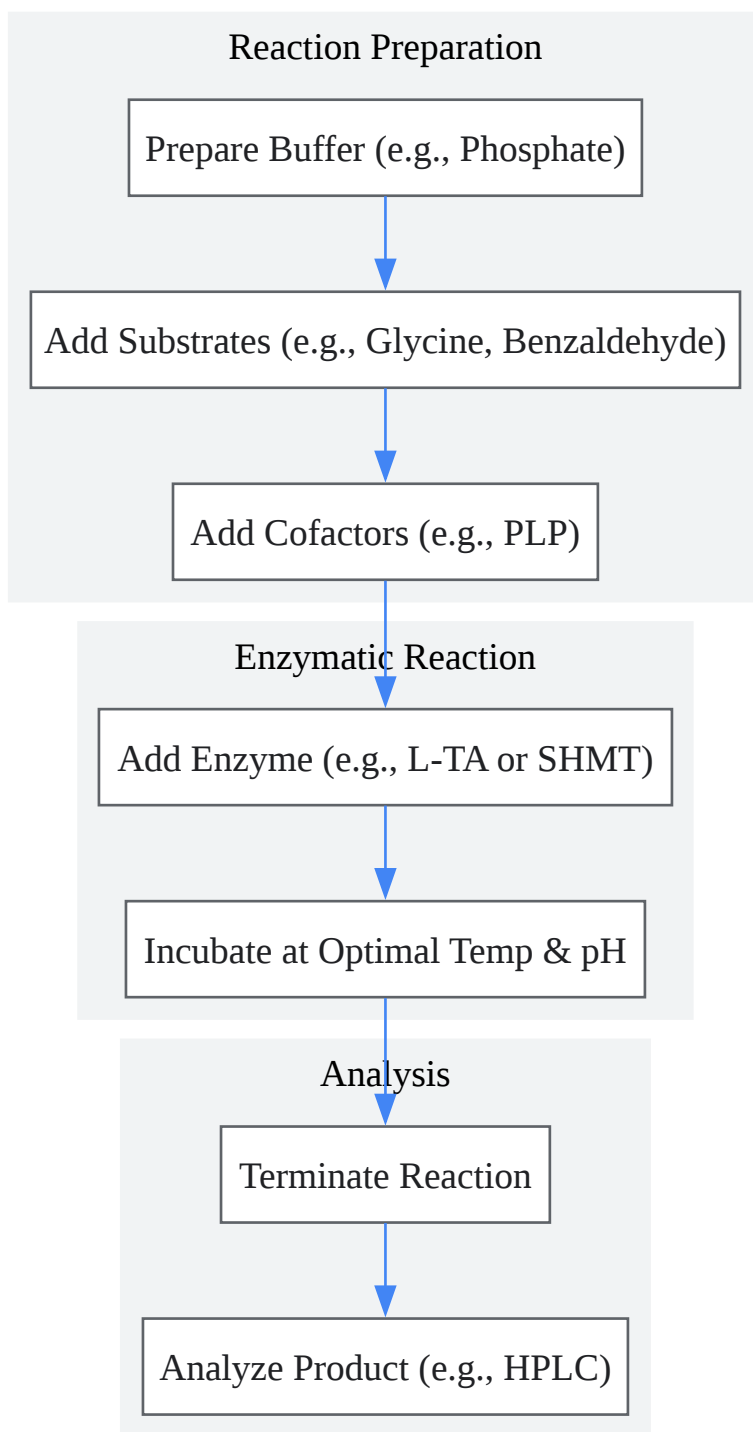 Reaction Preparation
Prepare Buffer (e.g., Phosphate)
Add Substrates (e.g., Glycine, Benzaldehyde)
Add Cofactors (e.g., PLP)
Enzymatic Reaction
Add Enzyme (e.g., L-TA or SHMT)
Incubate at Optimal Temp & pH
Analysis
Terminate Reaction
Analyze Product (e.g., HPLC)